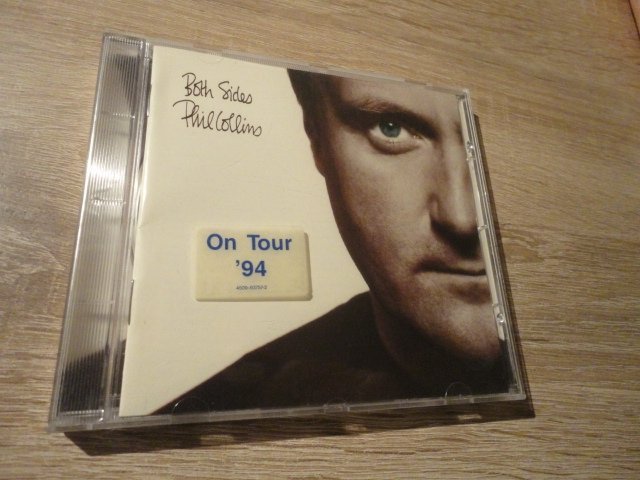 Both Sides
Phil Collins
On Tour
'94